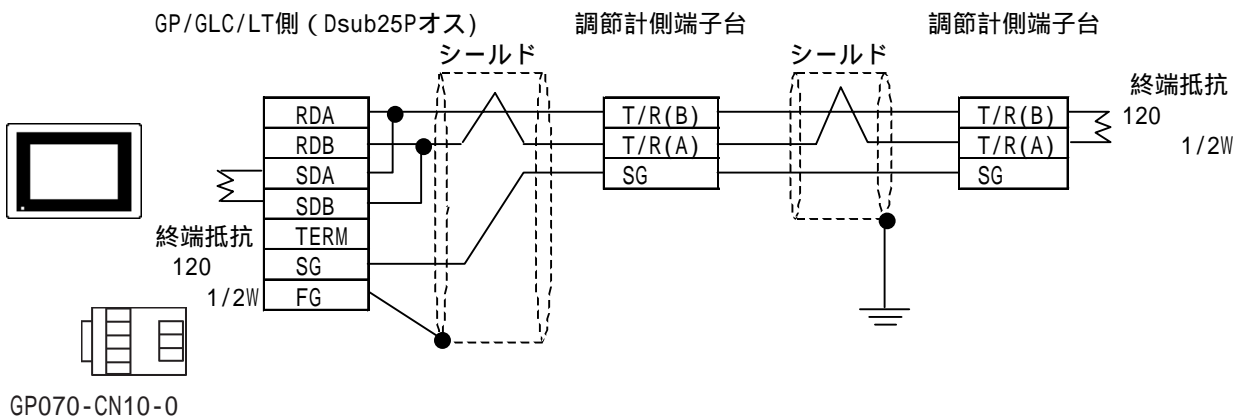 GP/GLC/LT側 ( Dsub25Pオス)
調節計側端子台
調節計側端子台
シールド
シールド
終端抵抗
120
1/2W
RDA
RDB
SDA
SDB
TERM
SG
FG
T/R(B)
T/R(A)
SG
T/R(B)
T/R(A)
SG
終端抵抗
120
1/2W
GP070-CN10-0